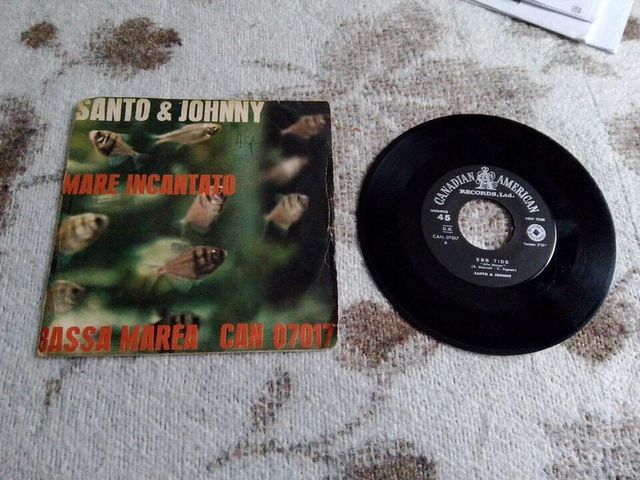 SANTO & JOHNNY
MARE INCANTATO
BASSA MAREA CAN 07017
CANADIAN AMERICAN
RECORDS, Ltd.
WINNIPEG
NEW YORK
45
CAN. 07017
A
EBB TIDE
SANTO & JOHNNY